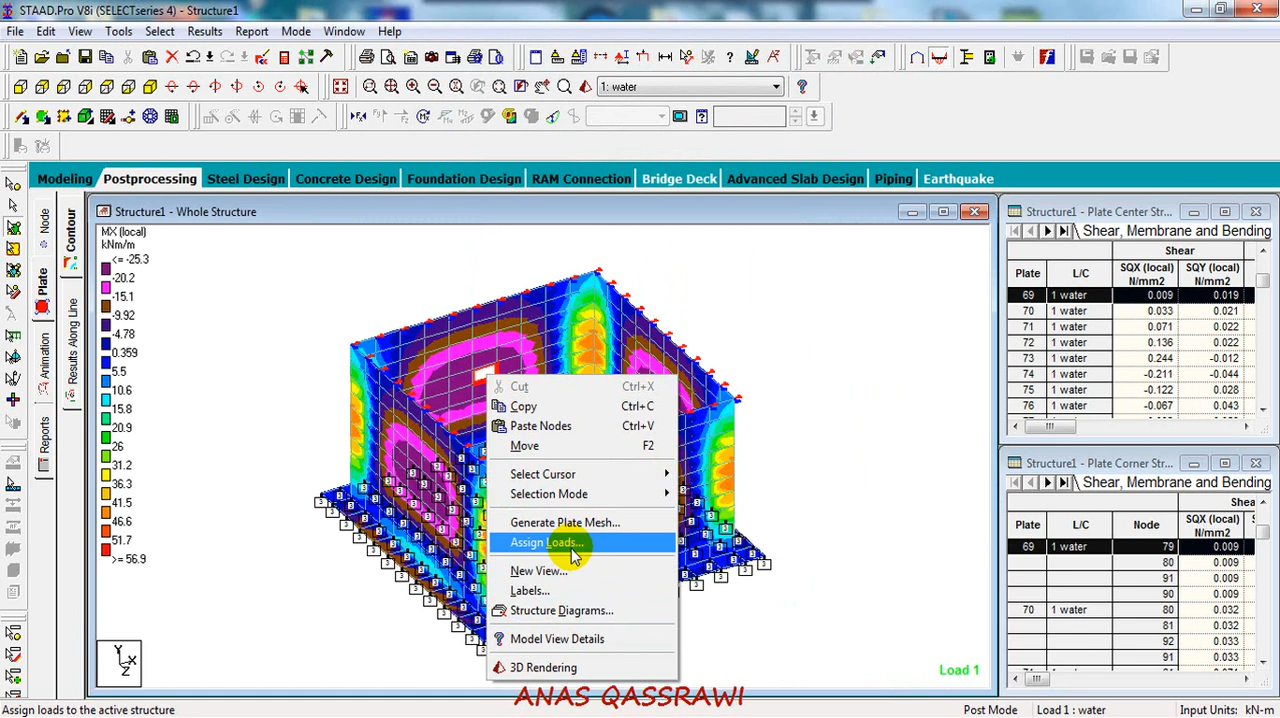 STAAD.Pro V8i (SELECTseries 4) - Structure1
File Edit View Tools Select Results Report Mode Window Help
1: water
Modeling Postprocessing Steel Design Concrete Design Foundation Design RAM Connection Bridge Deck Advanced Slab Design Piping Earthquake
Node
Plate
Animation
Reports
Contour
Results Along Line
Structure1 - Whole Structure
MX (local)
kNm/m
<= -25.3
-20.2
-15.1
-9.92
-4.78
0.359
5.5
10.6
15.8
20.9
26
31.2
36.3
41.5
46.6
51.7
>= 56.9
Cut Ctrl+X
Copy Ctrl+C
Paste Nodes Ctrl+V
Move F2
Select Cursor
Selection Mode
Generate Plate Mesh...
Assign Loads...
New View...
Labels...
Structure Diagrams...
Model View Details
3D Rendering
Y
X
Z
Load 1
Structure1 - Plate Center Str...
Shear, Membrane and Bending
Shear
Plate L/C SQX (local) N/mm2 SQY (local) N/mm2
69 1 water 0.009 0.019
70 1 water 0.033 0.021
71 1 water 0.071 0.022
72 1 water 0.136 0.022
73 1 water 0.244 -0.012
74 1 water -0.211 -0.044
75 1 water -0.122 0.028
76 1 water -0.067 0.043
Structure1 - Plate Corner Str...
Shear, Membrane and Bending
Shea
Plate L/C Node SQX (local) N/mm2
69 1 water 79 0.009
80 0.009
91 0.009
90 0.009
70 1 water 80 0.032
81 0.032
92 0.033
91 0.033
ANAS QASSRAWI
Assign loads to the active structure
Post Mode
Load 1 : water
Input Units: kN-m